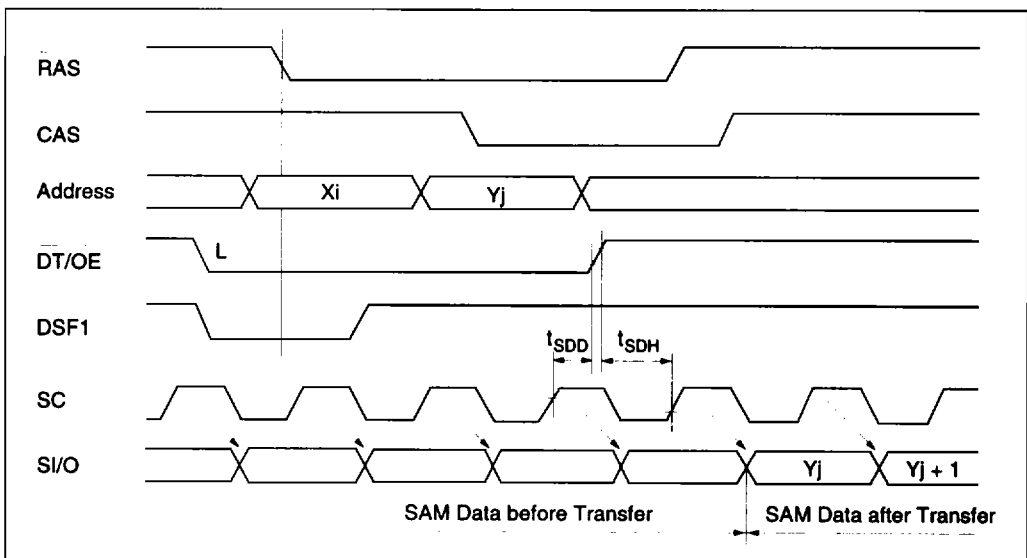 RAS
CAS
Address
Xi
Yj
DT/OE
L
DSF1
tSDD
tSDH
SC
SI/O
Yj
Yj + 1
SAM Data before Transfer
SAM Data after Transfer